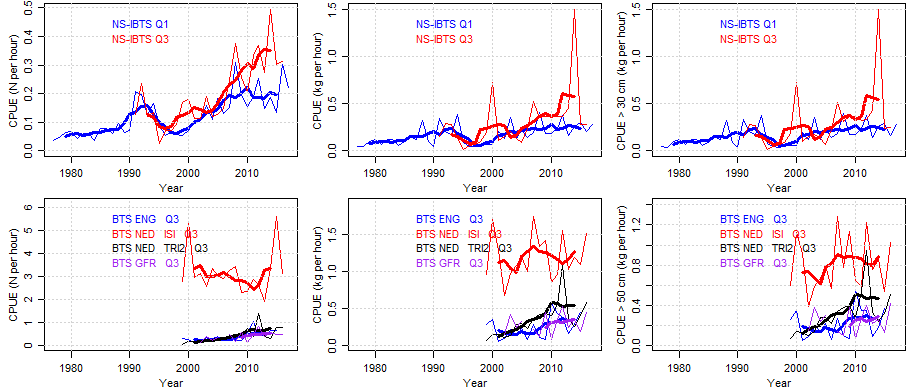 CPUE (N per hour)
0.0 0.1 0.2 0.3 0.4 0.5
NS-IBTS Q1
NS-IBTS Q3
1980 1990 2000 2010
Year
CPUE (kg per hour)
0.0 0.5 1.0 1.5
NS-IBTS Q1
NS-IBTS Q3
1980 1990 2000 2010
Year
CPUE > 30 cm (kg per hour)
0.0 0.5 1.0 1.5
NS-IBTS Q1
NS-IBTS Q3
1980 1990 2000 2010
Year
CPUE (N per hour)
0 1 2 3 4 5 6
BTS ENG Q3
BTS NED ISI Q3
BTS NED TRI2 Q3
BTS GFR Q3
1980 1990 2000 2010
Year
CPUE (kg per hour)
0.0 0.5 1.0 1.5
BTS ENG Q3
BTS NED ISI Q3
BTS NED TRI2 Q3
BTS GFR Q3
1980 1990 2000 2010
Year
CPUE > 50 cm (kg per hour)
0.0 0.4 0.8 1.2
BTS ENG Q3
BTS NED ISI Q3
BTS NED TRI2 Q3
BTS GFR Q3
1980 1990 2000 2010
Year